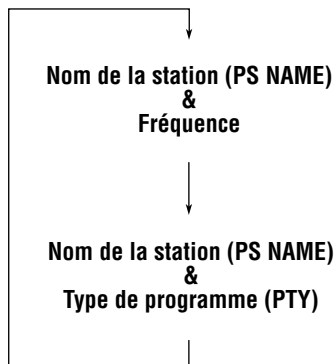 Nom de la station (PS NAME)
&
Fréquence
Nom de la station (PS NAME)
&
Type de programme (PTY)